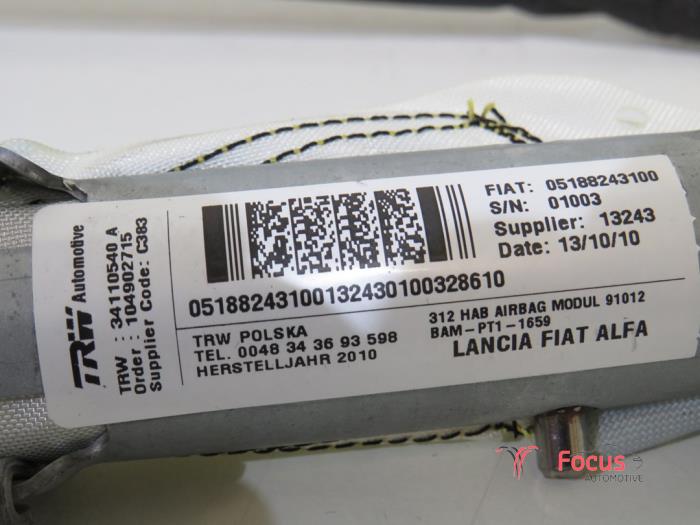 TRW Automotive
TRW : 34110540 A
Order : 104902715
Supplier Code: C383
FIAT: 05188243100
S/N: 01003
Supplier: 13243
Date: 13/10/10
05188243100132430100328610
TRW POLSKA
TEL. 0048 34 36 93 598
HERSTELLJAHR 2010
312 HAB AIRBAG MODUL 91012
BAM-PT1-1659
LANCIA FIAT ALFA
Focus
AUTOMOTIVE